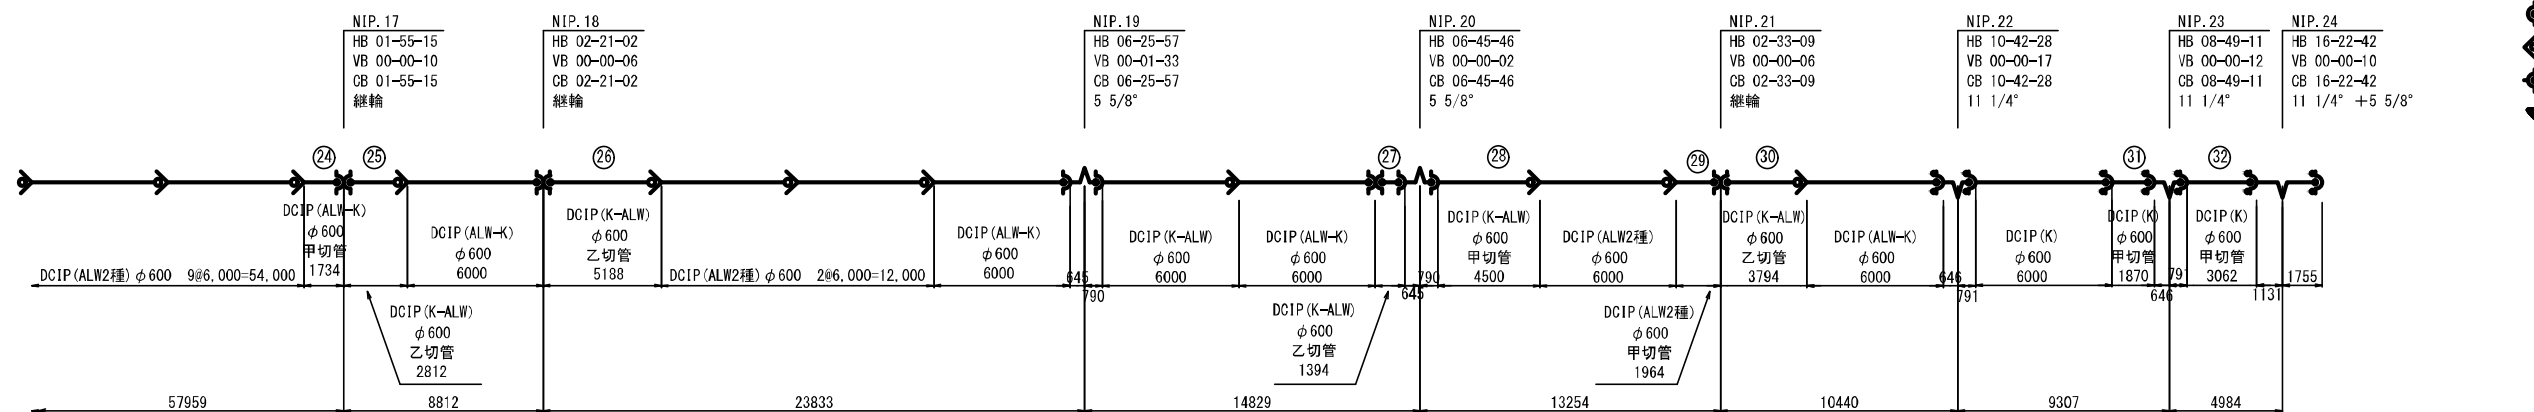 NIP.17
HB 01-55-15
VB 00-00-10
CB 01-55-15
継輪
NIP.18
HB 02-21-02
VB 00-00-06
CB 02-21-02
継輪
NIP.19
HB 06-25-57
VB 00-01-33
CB 06-25-57
5 5/8°
NIP.20
HB 06-45-46
VB 00-00-02
CB 06-45-46
5 5/8°
NIP.21
HB 02-33-09
VB 00-00-06
CB 02-33-09
継輪
NIP.22
HB 10-42-28
VB 00-00-17
CB 10-42-28
11 1/4°
NIP.23
HB 08-49-11
VB 00-00-12
CB 08-49-11
11 1/4°
NIP.24
HB 16-22-42
VB 00-00-10
CB 16-22-42
11 1/4° +5 5/8°
㉔ ㉕ ㉖ ㉗ ㉘ ㉙ ㉚ ㉛ ㉜
DCIP(ALW2種)φ600 9@6,000=54,000
DCIP(ALW-K)
φ600
甲切管
1734
DCIP(K-ALW)
φ600
乙切管
2812
DCIP(ALW-K)
φ600
6000
DCIP(K-ALW)
φ600
乙切管
5188
DCIP(ALW2種)φ600 2@6,000=12,000
DCIP(ALW-K)
φ600
6000
645
790
DCIP(K-ALW)
φ600
6000
DCIP(ALW-K)
φ600
6000
DCIP(K-ALW)
φ600
乙切管
1394
645
790
DCIP(K-ALW)
φ600
甲切管
4500
DCIP(ALW2種)
φ600
6000
DCIP(ALW2種)
φ600
甲切管
1964
DCIP(K-ALW)
φ600
乙切管
3794
DCIP(ALW-K)
φ600
6000
646
791
DCIP(K)
φ600
6000
DCIP(K)
φ600
甲切管
1870
646
791
DCIP(K)
φ600
甲切管
3062
1131
1755
57959 8812 23833 14829 13254 10440 9307 4984